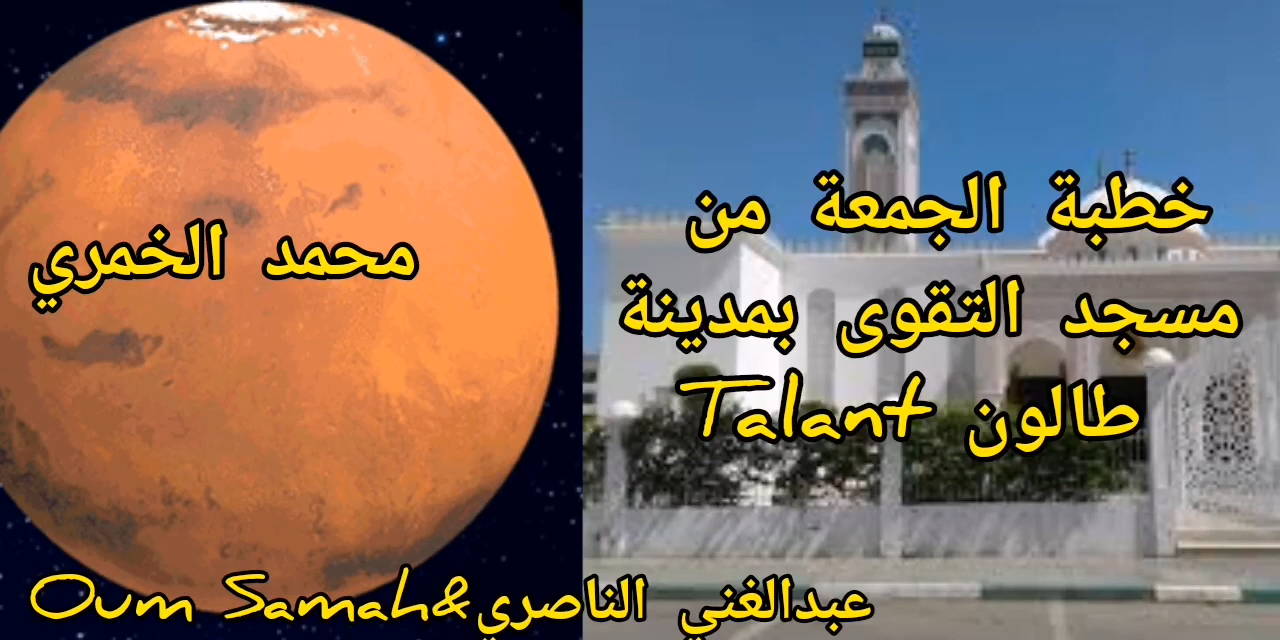 محمد الخمري
خطبة الجمعة من
مسجد التقوى بمدينة
طالون Talant
Oum Samah&عبدالغني الناصري